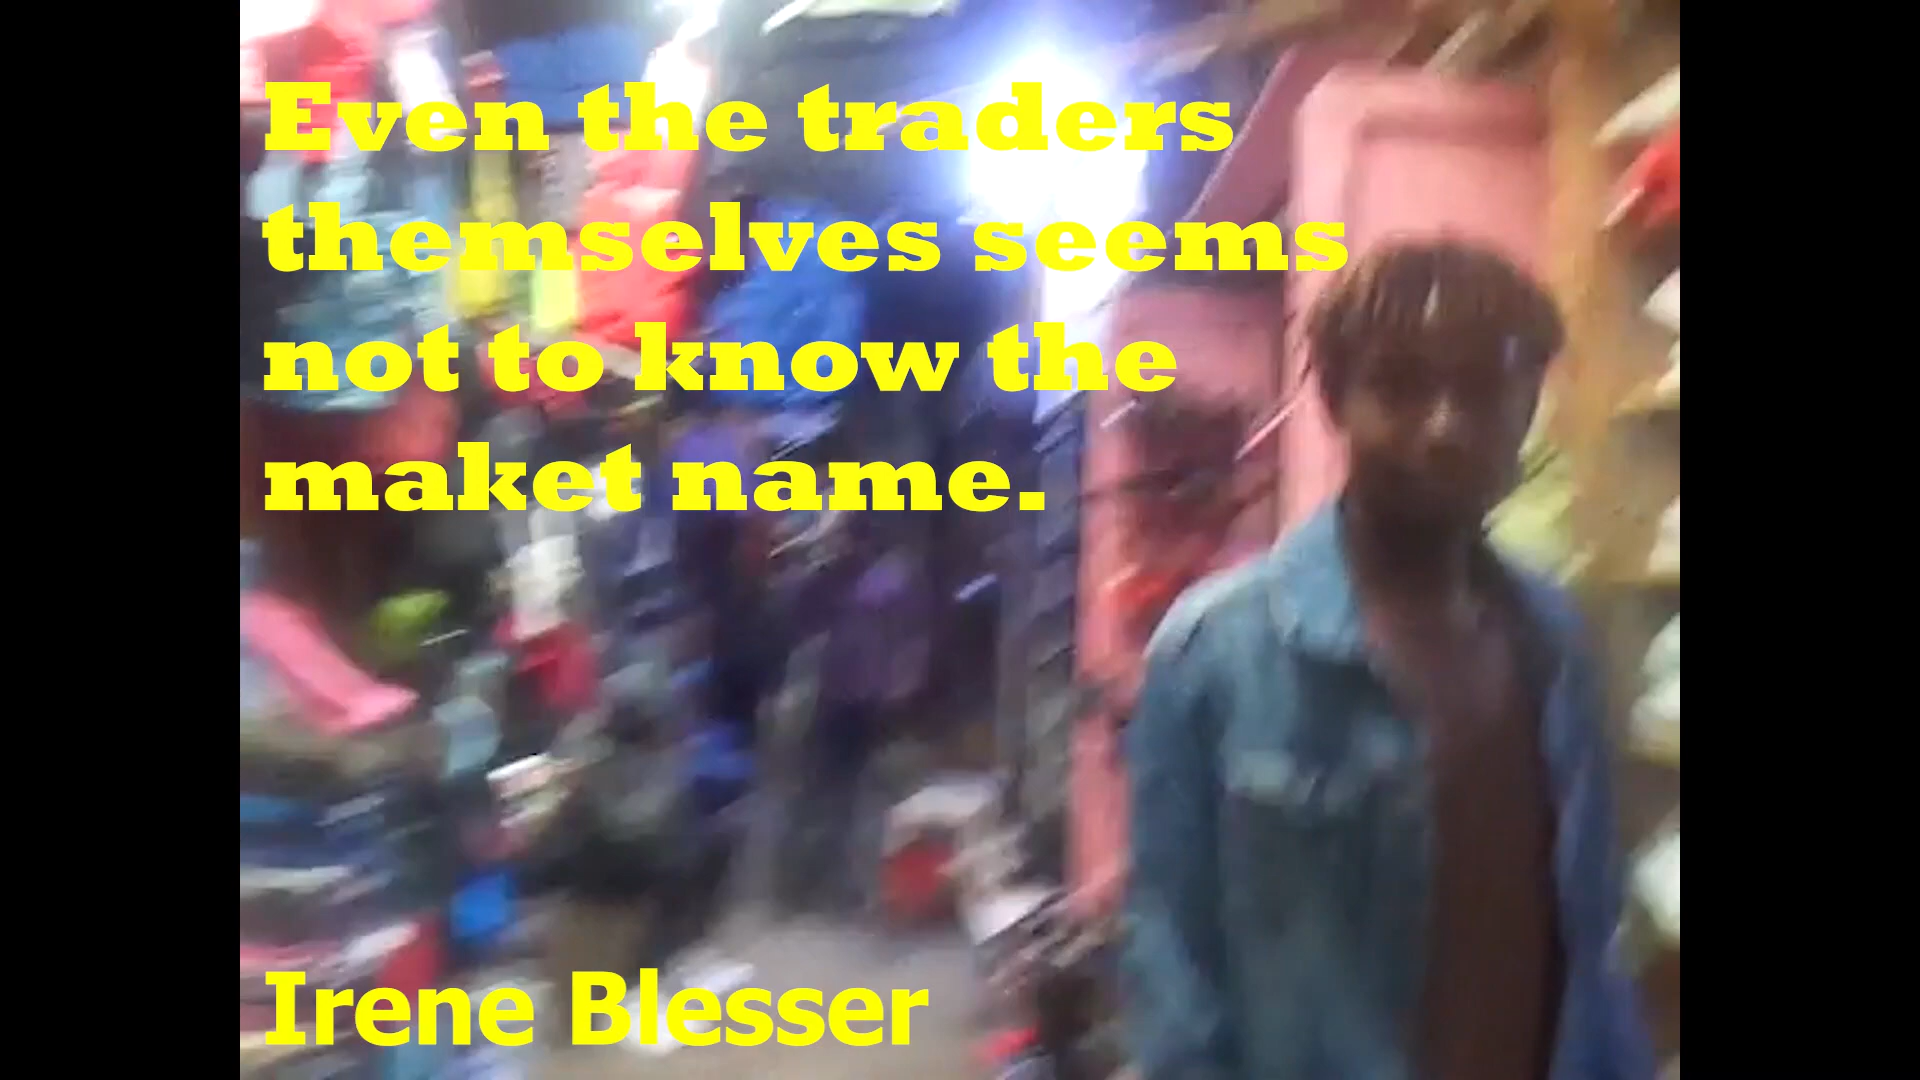 Even the traders
themselves seems
not to know the
maket name.
Irene Blesser